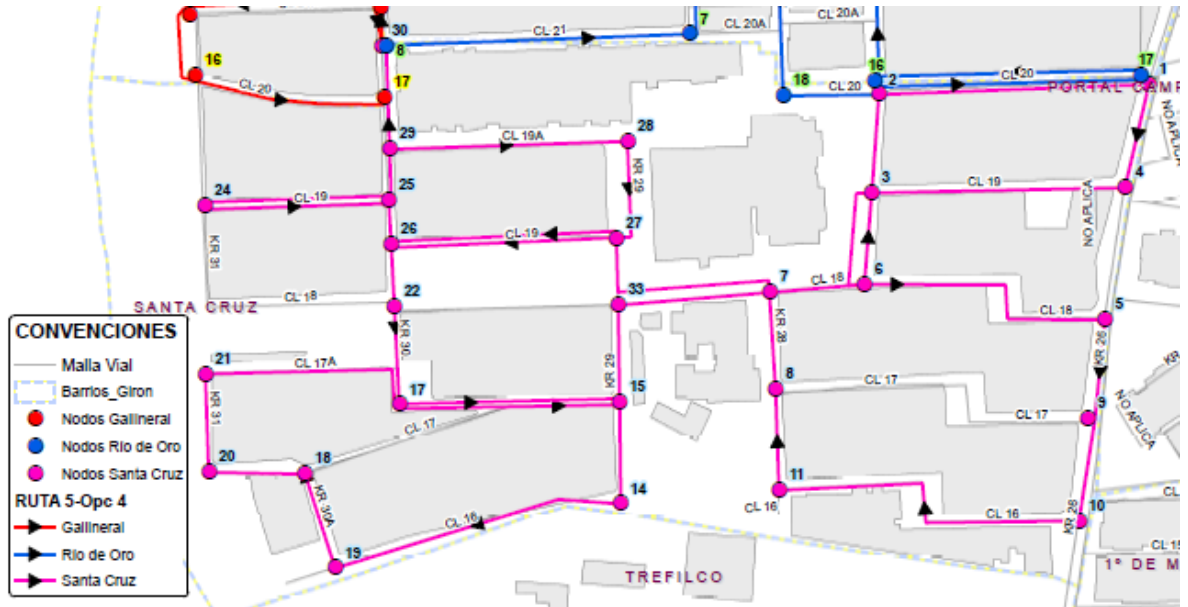 30
CL 21
7
CL 20A
CL 20A
8
16
CL 20
17
16
2
18
CL 20
CL 20
17
1
PORTAL CAMP
NO APLICA
29
CL 19A
28
KR 29
24
CL 19
25
3
CL 19
4
NO APLICA
26
CL 19
27
KR 31
SANTA CRUZ
CL 18
22
33
7
CL 18
6
CL 18
5
KR 30
KR 29
KR 28
KR 26
21
CL 17A
17
15
8
CL 17
CL 17
9
NO APLICA
KR
KR 31
20
18
CL 17
KR 30A
14
CL 16
19
11
CL 16
CL 16
KR 26
10
CL
CL 15
1º DE M
TREFILCO
CONVENCIONES
Malla Vial
Barrios_Giron
Nodos Gallineral
Nodos Rio de Oro
Nodos Santa Cruz
RUTA 5-Opc 4
Gallineral
Rio de Oro
Santa Cruz